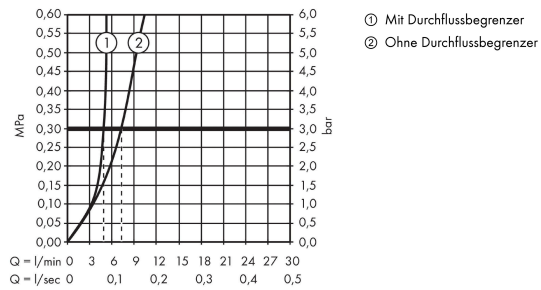 ① Mit Durchflussbegrenzer
② Ohne Durchflussbegrenzer
0,60 6,0
0,55 5,5
0,50 5,0
0,45 4,5
0,40 4,0
0,35 3,5
0,30 3,0
0,25 2,5
0,20 2,0
0,15 1,5
0,10 1,0
0,05 0,5
0,00 0,0
MPa
bar
① ②
Q = l/min 0 3 6 9 12 15 18 21 24 27 30
Q = l/sec 0 0,1 0,2 0,3 0,4 0,5